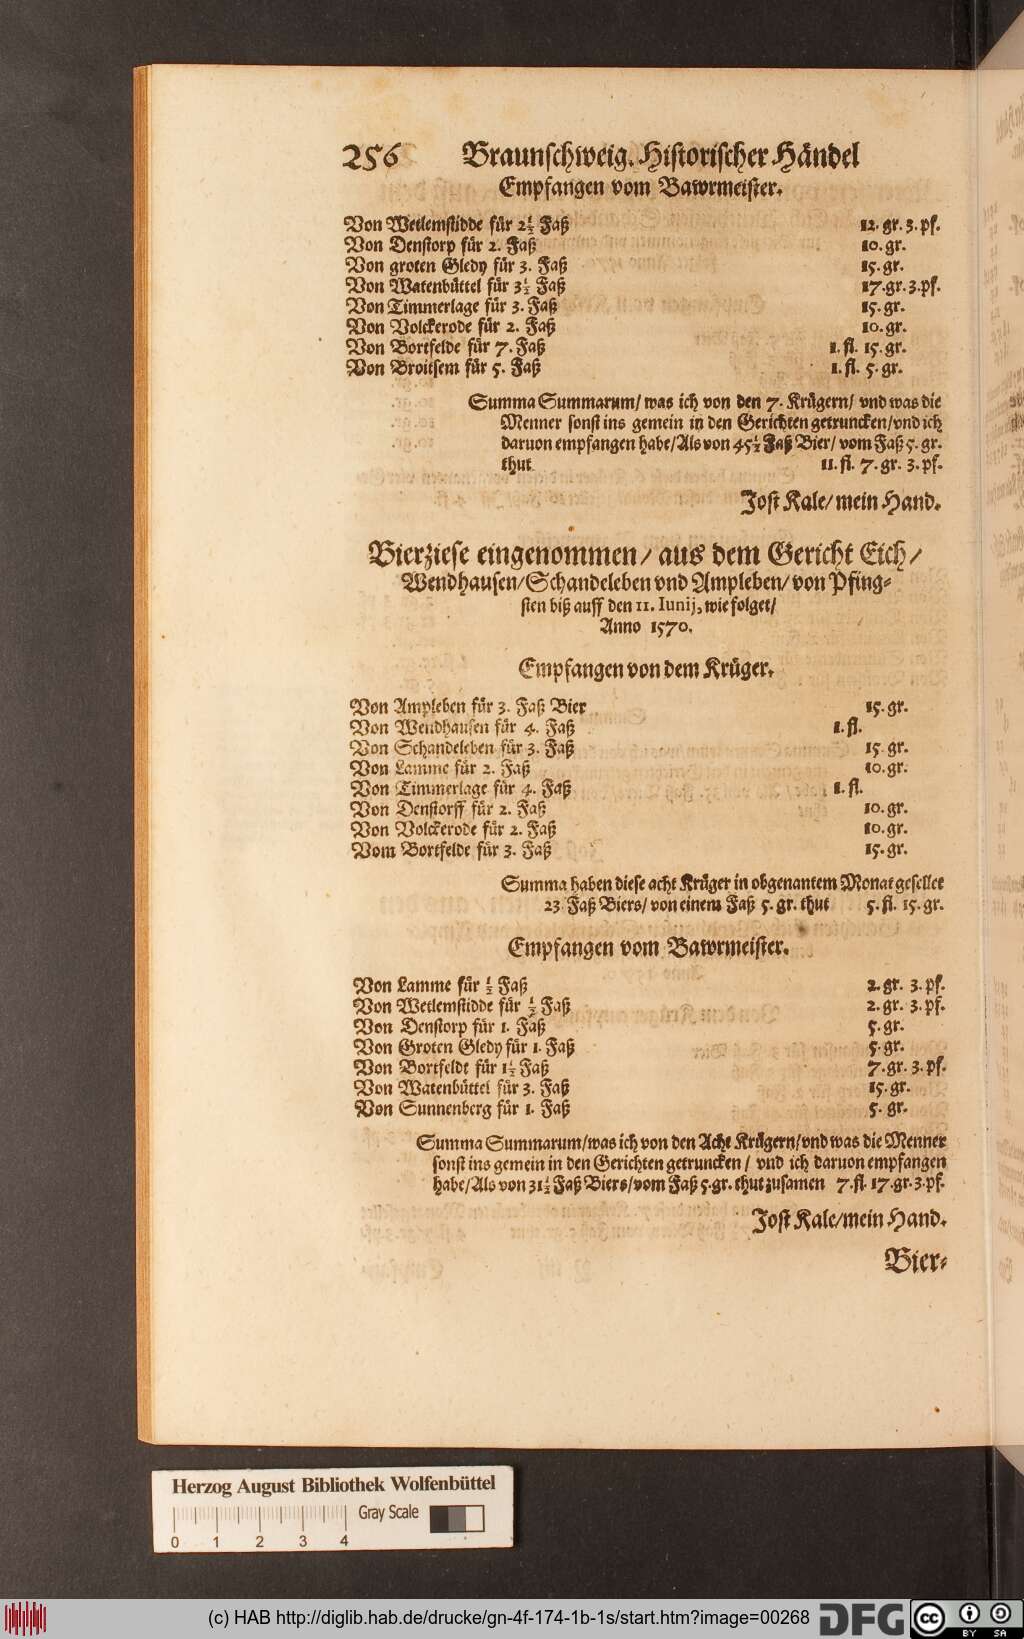 256 Braunſchweig. Hiſtoriſcher Händel
Empfangen vom Bawrmeiſter.
Von Wetlemſtidde für 2½ Faß 12. gr. 3. pf.
Von Denſtorp für 2. Faß 10. gr.
Von groten Gledy für 3. Faß 15. gr.
Von Watenbüttel für 3½ Faß 17. gr. 3. pf.
Von Timmerlage für 3. Faß 15. gr.
Von Volckerode für 2. Faß 10. gr.
Von Bortfelde für 7. Faß 1. fl. 15. gr.
Von Broitſem für 5. Faß 1. fl. 5. gr.
Summa Summarum/ was ich von den 7. Krügern/ vnd was die
Menner ſonſt ins gemein in den Gerichten getruncken/ vnd ich
daruon empfangen habe/ Als von 45½ Faß Bier/ vom Faß 5. gr.
thut 11. fl. 7. gr. 3. pf.
Joſt Kale/ mein Hand.
Bierzieſe eingenommen/ aus dem Gericht Eich/
Wendhauſen/ Schandeleben vnd Ampleben/ von Pfing-
ſten biß auff den 11. Iunij, wie folget/
Anno 1570.
Empfangen von dem Krüger.
Von Ampleben für 3. Faß Bier 15. gr.
Von Wendhauſen für 4. Faß 1. fl.
Von Schandeleben für 3. Faß 15. gr.
Von Lamme für 2. Faß 10. gr.
Von Timmerlage für 4. Faß 1. fl.
Von Denſtorff für 2. Faß 10. gr.
Von Volckerode für 2. Faß 10. gr.
Vom Bortfelde für 3. Faß 15. gr.
Summa haben dieſe acht Krüger in obgenantem Monat geſellet
23 Faß Biers/ von einem Faß 5. gr. thut 5. fl. 15. gr.
Empfangen vom Bawrmeiſter.
Von Lamme für ½ Faß 2. gr. 3. pf.
Von Wetlemſtidde für ½ Faß 2. gr. 3. pf.
Von Denſtorp für 1. Faß 5. gr.
Von Groten Gledy für 1. Faß 5. gr.
Von Bortfeldt für 1½ Faß 7. gr. 3. pf.
Von Watenbüttel für 3. Faß 15. gr.
Von Sunnenberg für 1. Faß 5. gr.
Summa Summarum/ was ich von den Acht Krügern/ vnd was die Menner
ſonſt ins gemein in den Gerichten getruncken/ vnd ich daruon empfangen
habe/ Als von 31½ Faß Biers/ vom Faß 5. gr. thut zuſamen 7. fl. 17. gr. 3. pf.
Joſt Kale/ mein Hand.
Bier-
Herzog August Bibliothek Wolfenbüttel
Gray Scale
0 1 2 3 4
(c) HAB http://diglib.hab.de/drucke/gn-4f-174-1b-1s/start.htm?image=00268
DFG
cc BY SA